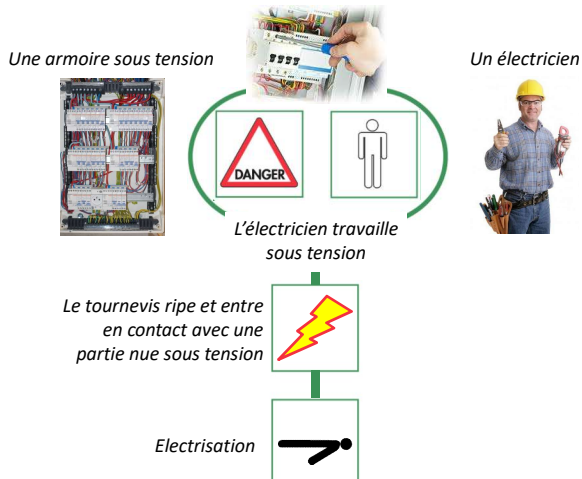 Une armoire sous tension
Un électricien
DANGER
L'électricien travaille
sous tension
Le tournevis ripe et entre
en contact avec une
partie nue sous tension
Electrisation